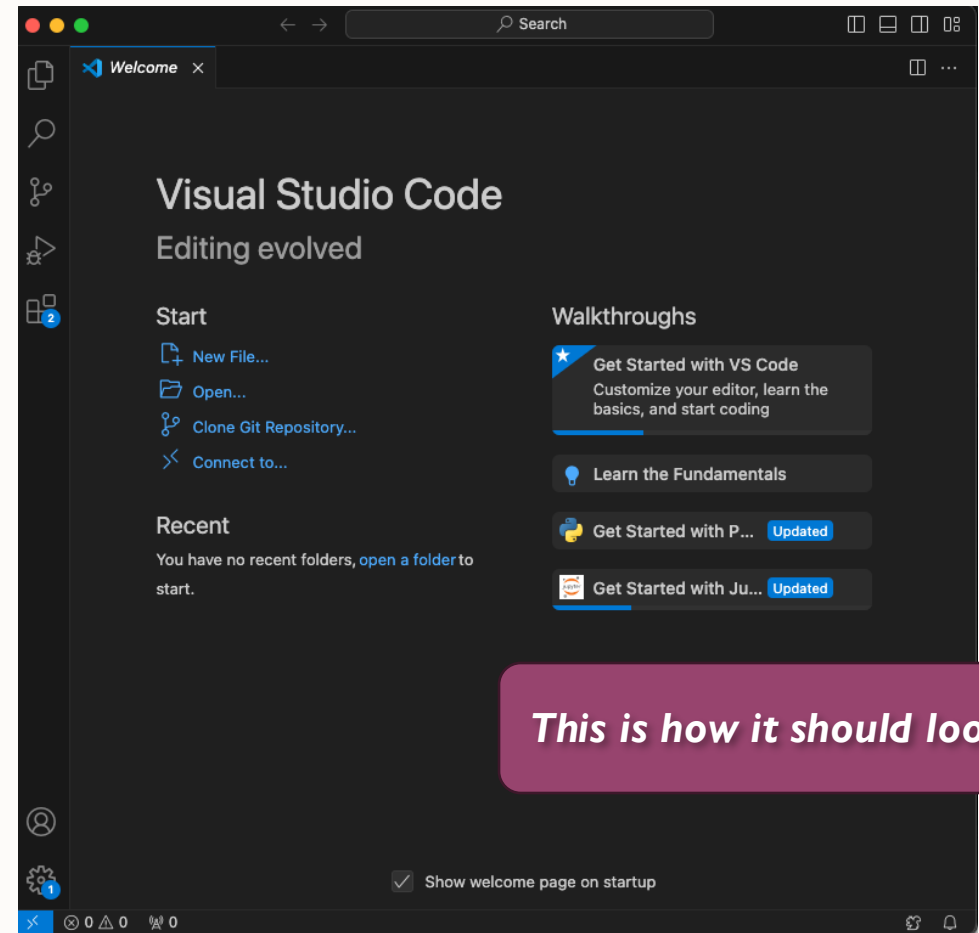 Search
Welcome
Visual Studio Code
Editing evolved
Start
New File...
Open...
Clone Git Repository...
Connect to...
Recent
You have no recent folders, open a folder to
start.
Walkthroughs
Get Started with VS Code
Customize your editor, learn the
basics, and start coding
Learn the Fundamentals
Get Started with P... Updated
Get Started with Ju... Updated
This is how it should loo
2
1
Show welcome page on startup
0 0 0